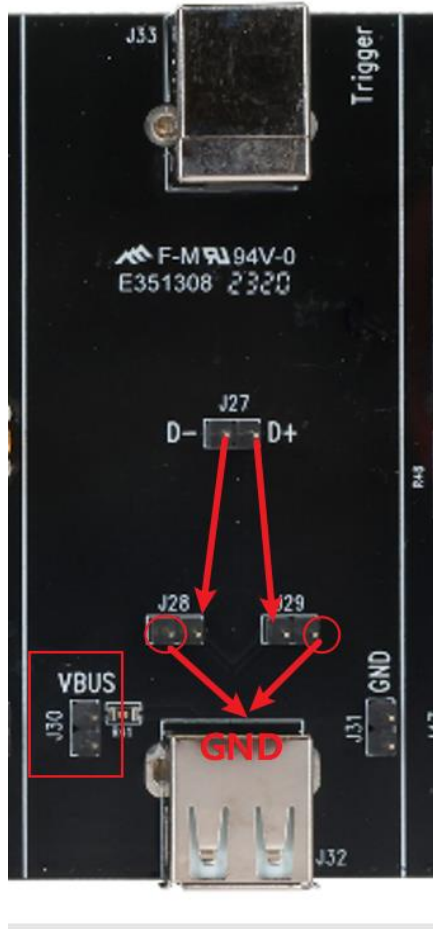 J33
Trigger
F-M 94V-0
E351308 2320
J27
D-
D+
R45
J28
J29
VBUS
J30
GND
J31
GND
J32